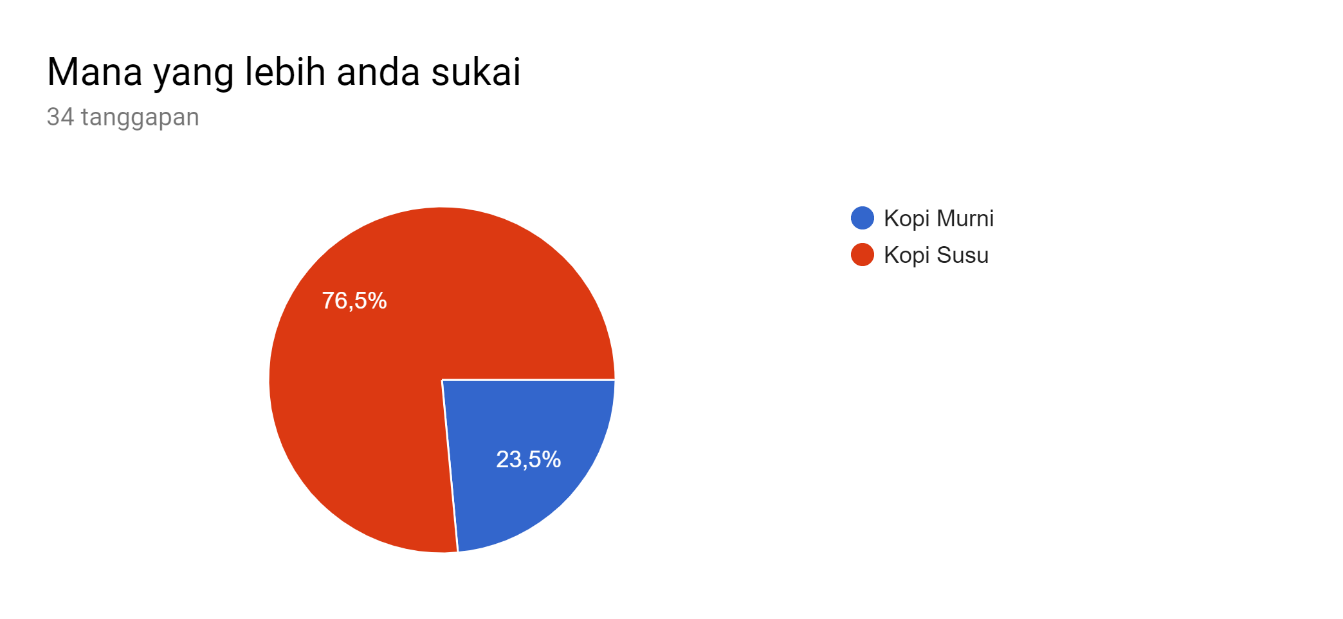 Mana yang lebih anda sukai
34 tanggapan
Kopi Murni
Kopi Susu
76,5%
23,5%